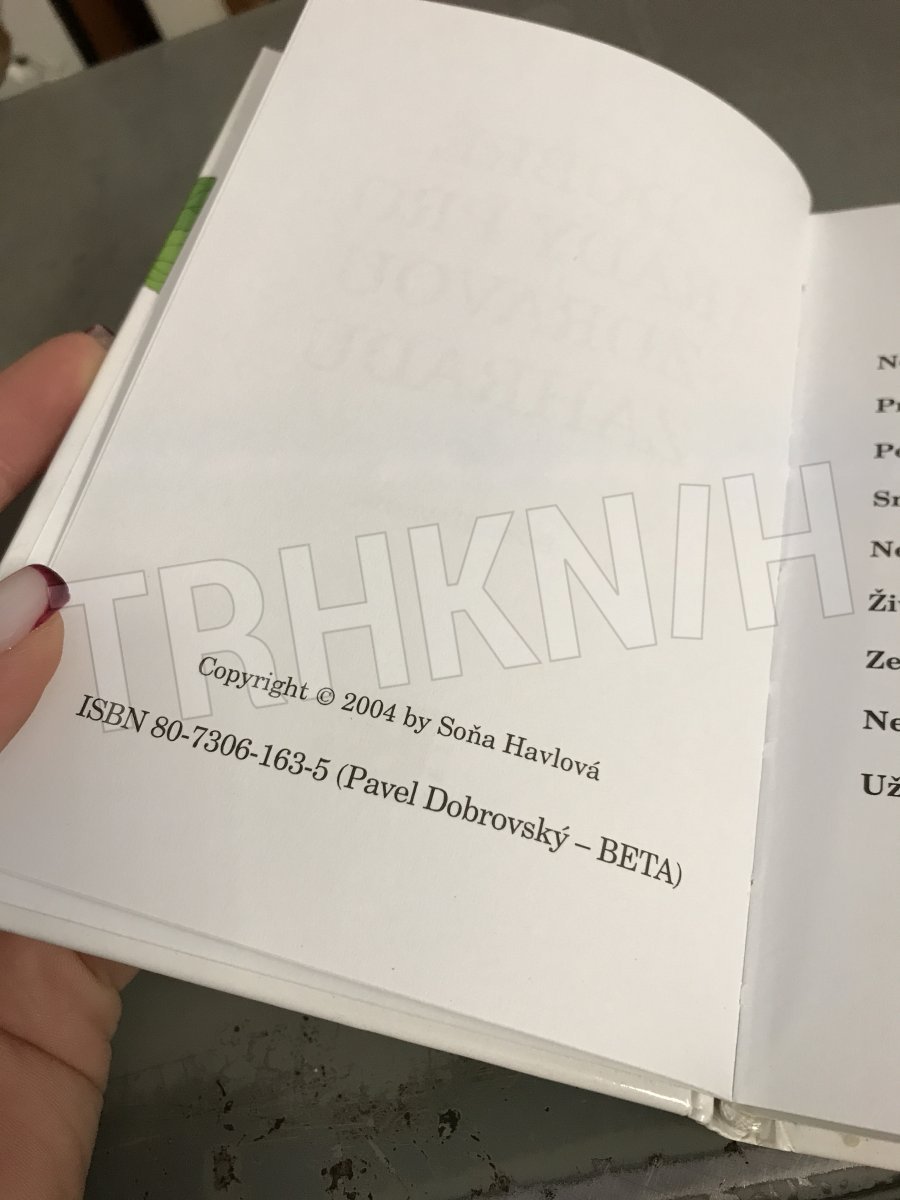 TRHKNIH
Copyright © 2004 by Soňa Havlová
ISBN 80-7306-163-5 (Pavel Dobrovský – BETA)